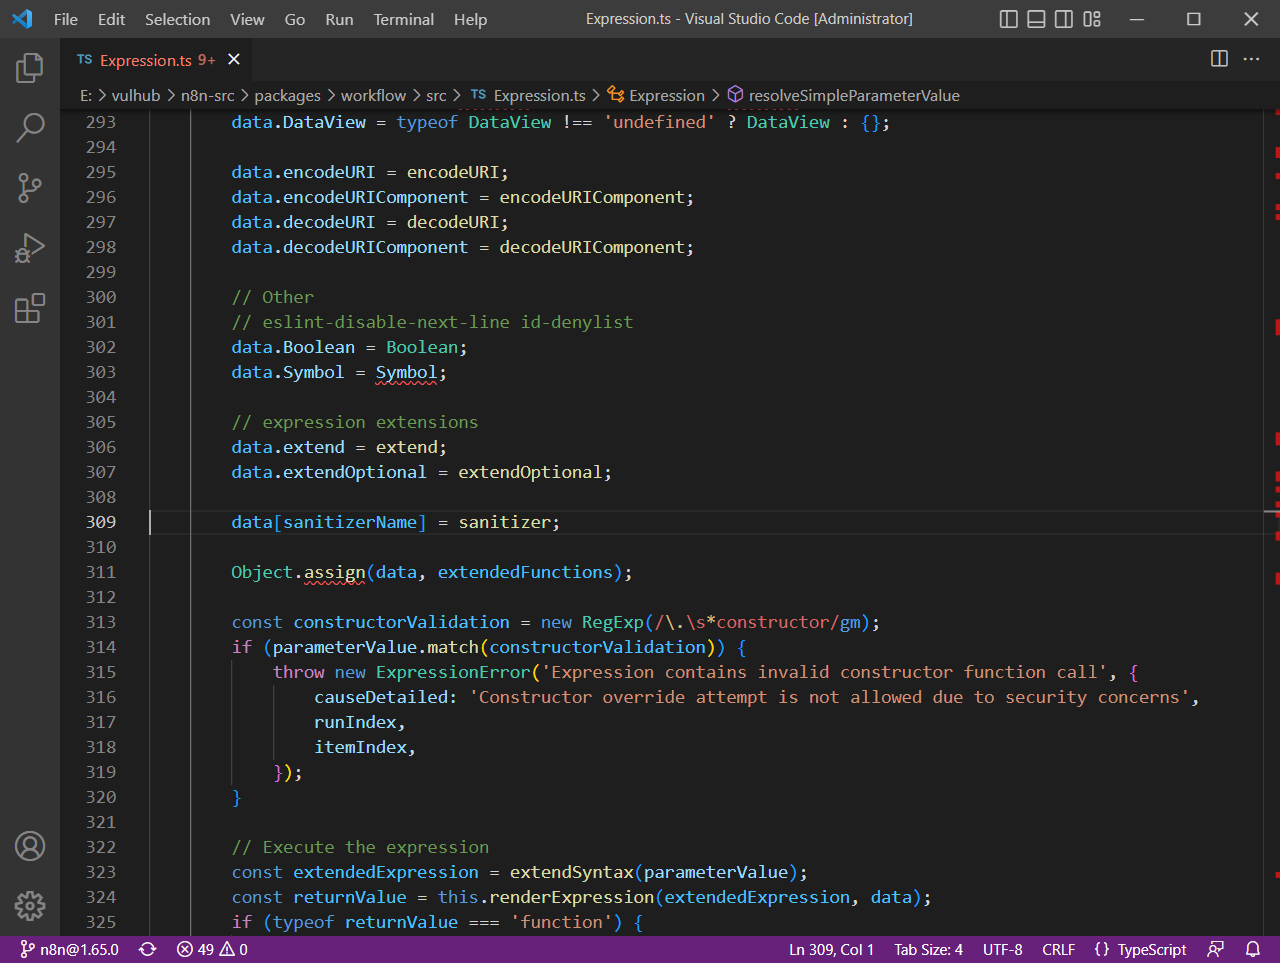 File Edit Selection View Go Run Terminal Help Expression.ts - Visual Studio Code [Administrator]
TS Expression.ts 9+
E: > vulhub > n8n-src > packages > workflow > src > TS Expression.ts > Expression > resolveSimpleParameterValue
293 data.DataView = typeof DataView !== 'undefined' ? DataView : {};
294
295 data.encodeURI = encodeURI;
296 data.encodeURIComponent = encodeURIComponent;
297 data.decodeURI = decodeURI;
298 data.decodeURIComponent = decodeURIComponent;
299
300 // Other
301 // eslint-disable-next-line id-denylist
302 data.Boolean = Boolean;
303 data.Symbol = Symbol;
304
305 // expression extensions
306 data.extend = extend;
307 data.extendOptional = extendOptional;
308
309 data[sanitizerName] = sanitizer;
310
311 Object.assign(data, extendedFunctions);
312
313 const constructorValidation = new RegExp(/\.\s*constructor/gm);
314 if (parameterValue.match(constructorValidation)) {
315 throw new ExpressionError('Expression contains invalid constructor function call', {
316 causeDetailed: 'Constructor override attempt is not allowed due to security concerns',
317 runIndex,
318 itemIndex,
319 });
320 }
321
322 // Execute the expression
323 const extendedExpression = extendSyntax(parameterValue);
324 const returnValue = this.renderExpression(extendedExpression, data);
325 if (typeof returnValue === 'function') {
n8n@1.65.0 49 0 Ln 309, Col 1 Tab Size: 4 UTF-8 CRLF {} TypeScript